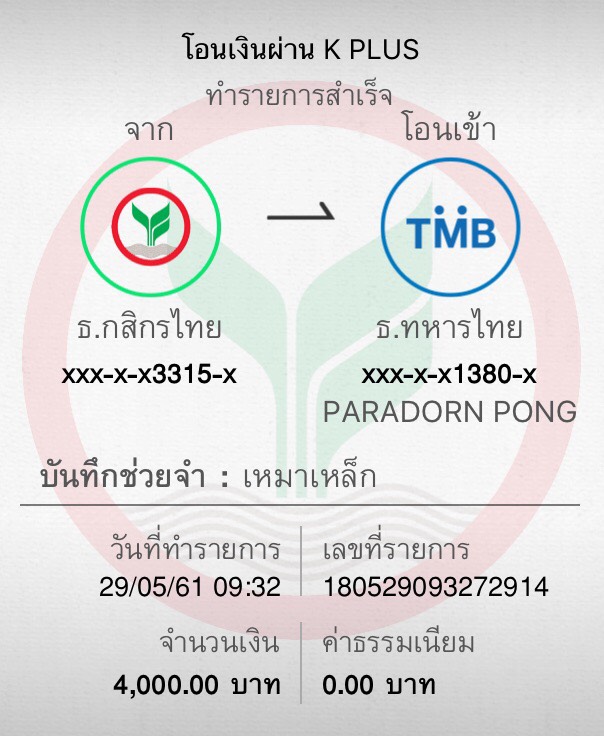 โอนเงินผ่าน K PLUS
ทำรายการสำเร็จ
จาก
โอนเข้า
TMB
ธ.กสิกรไทย
ธ.ทหารไทย
xxx-x-x3315-x
xxx-x-x1380-x
PARADORN PONG
บันทึกช่วยจำ : เหมาเหล็ก
วันที่ทำรายการ
เลขที่รายการ
29/05/61 09:32
180529093272914
จำนวนเงิน
ค่าธรรมเนียม
4,000.00 บาท
0.00 บาท